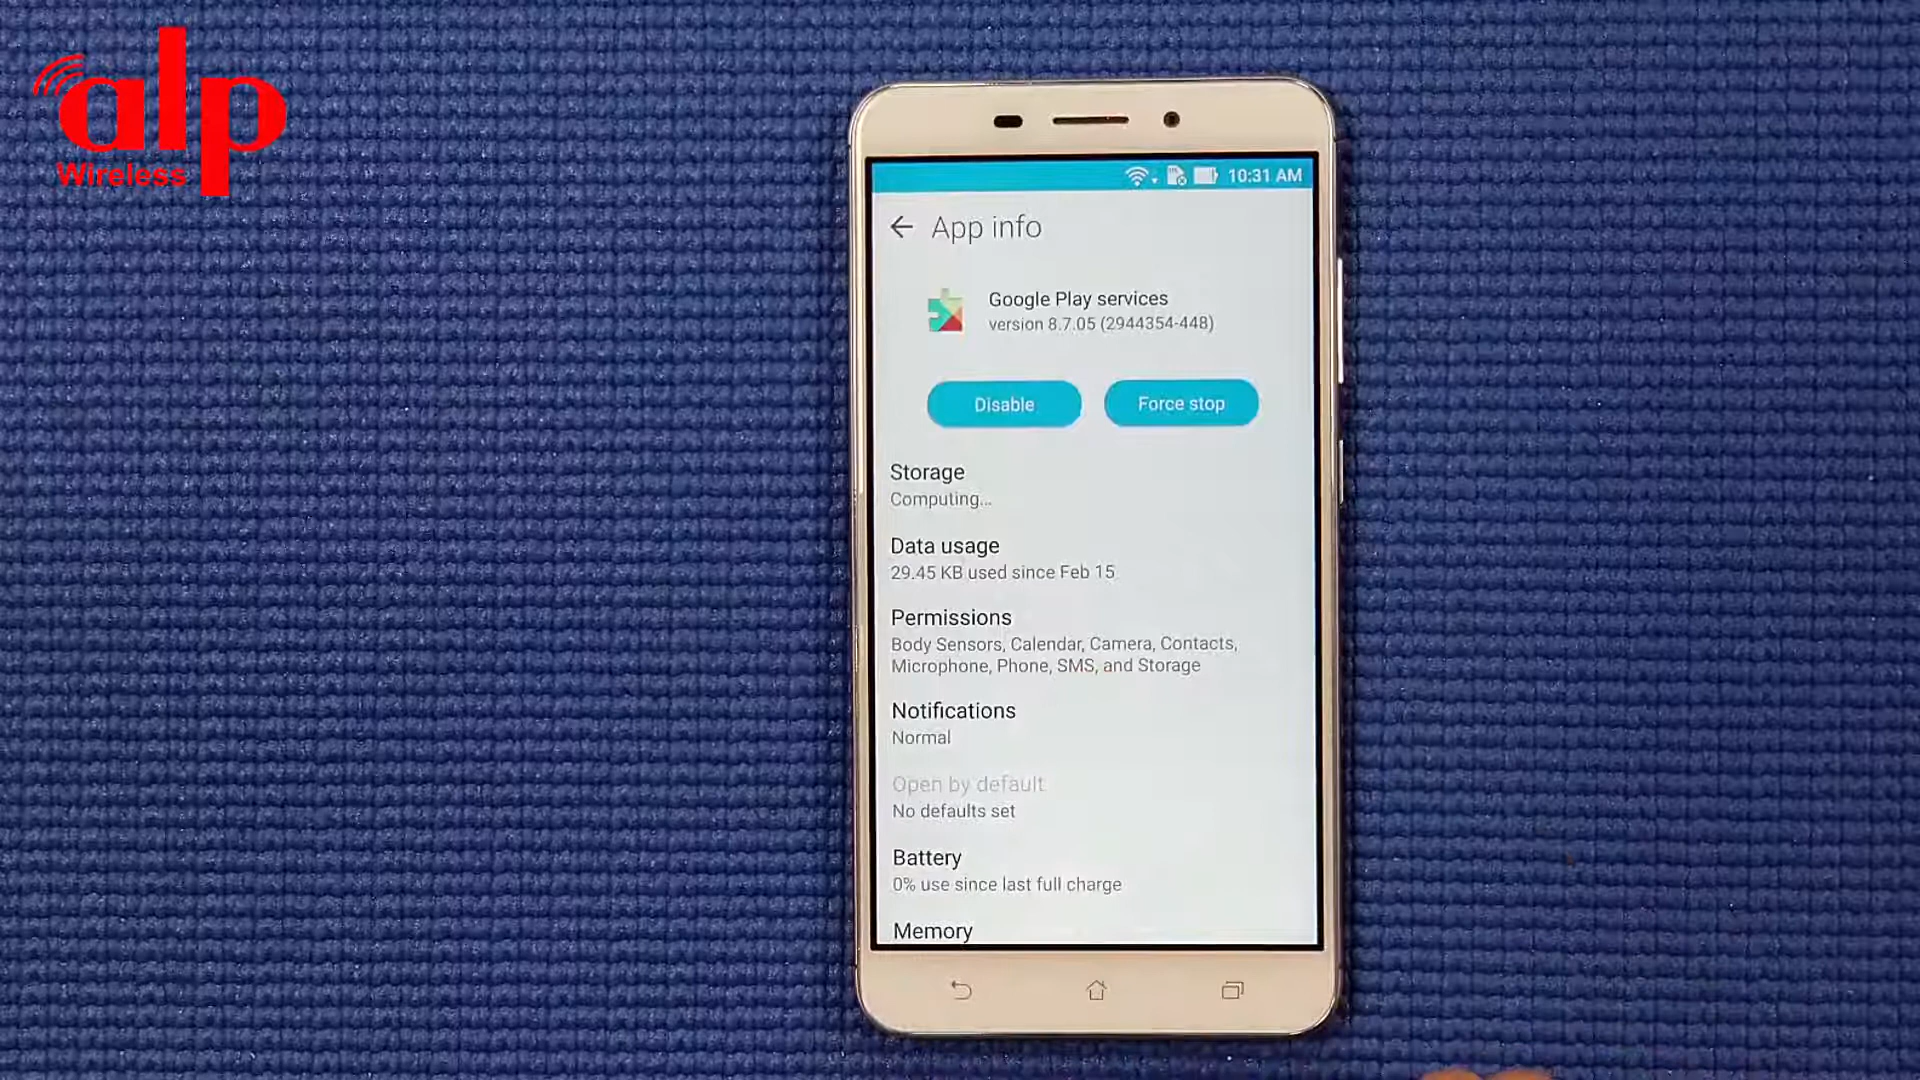 alp
Wireless
10:31 AM
App info
Google Play services
version 8.7.05 (2944354-448)
Disable
Force stop
Storage
Computing...
Data usage
29.45 KB used since Feb 15
Permissions
Body Sensors, Calendar, Camera, Contacts,
Microphone, Phone, SMS, and Storage
Notifications
Normal
Open by default
No defaults set
Battery
0% use since last full charge
Memory